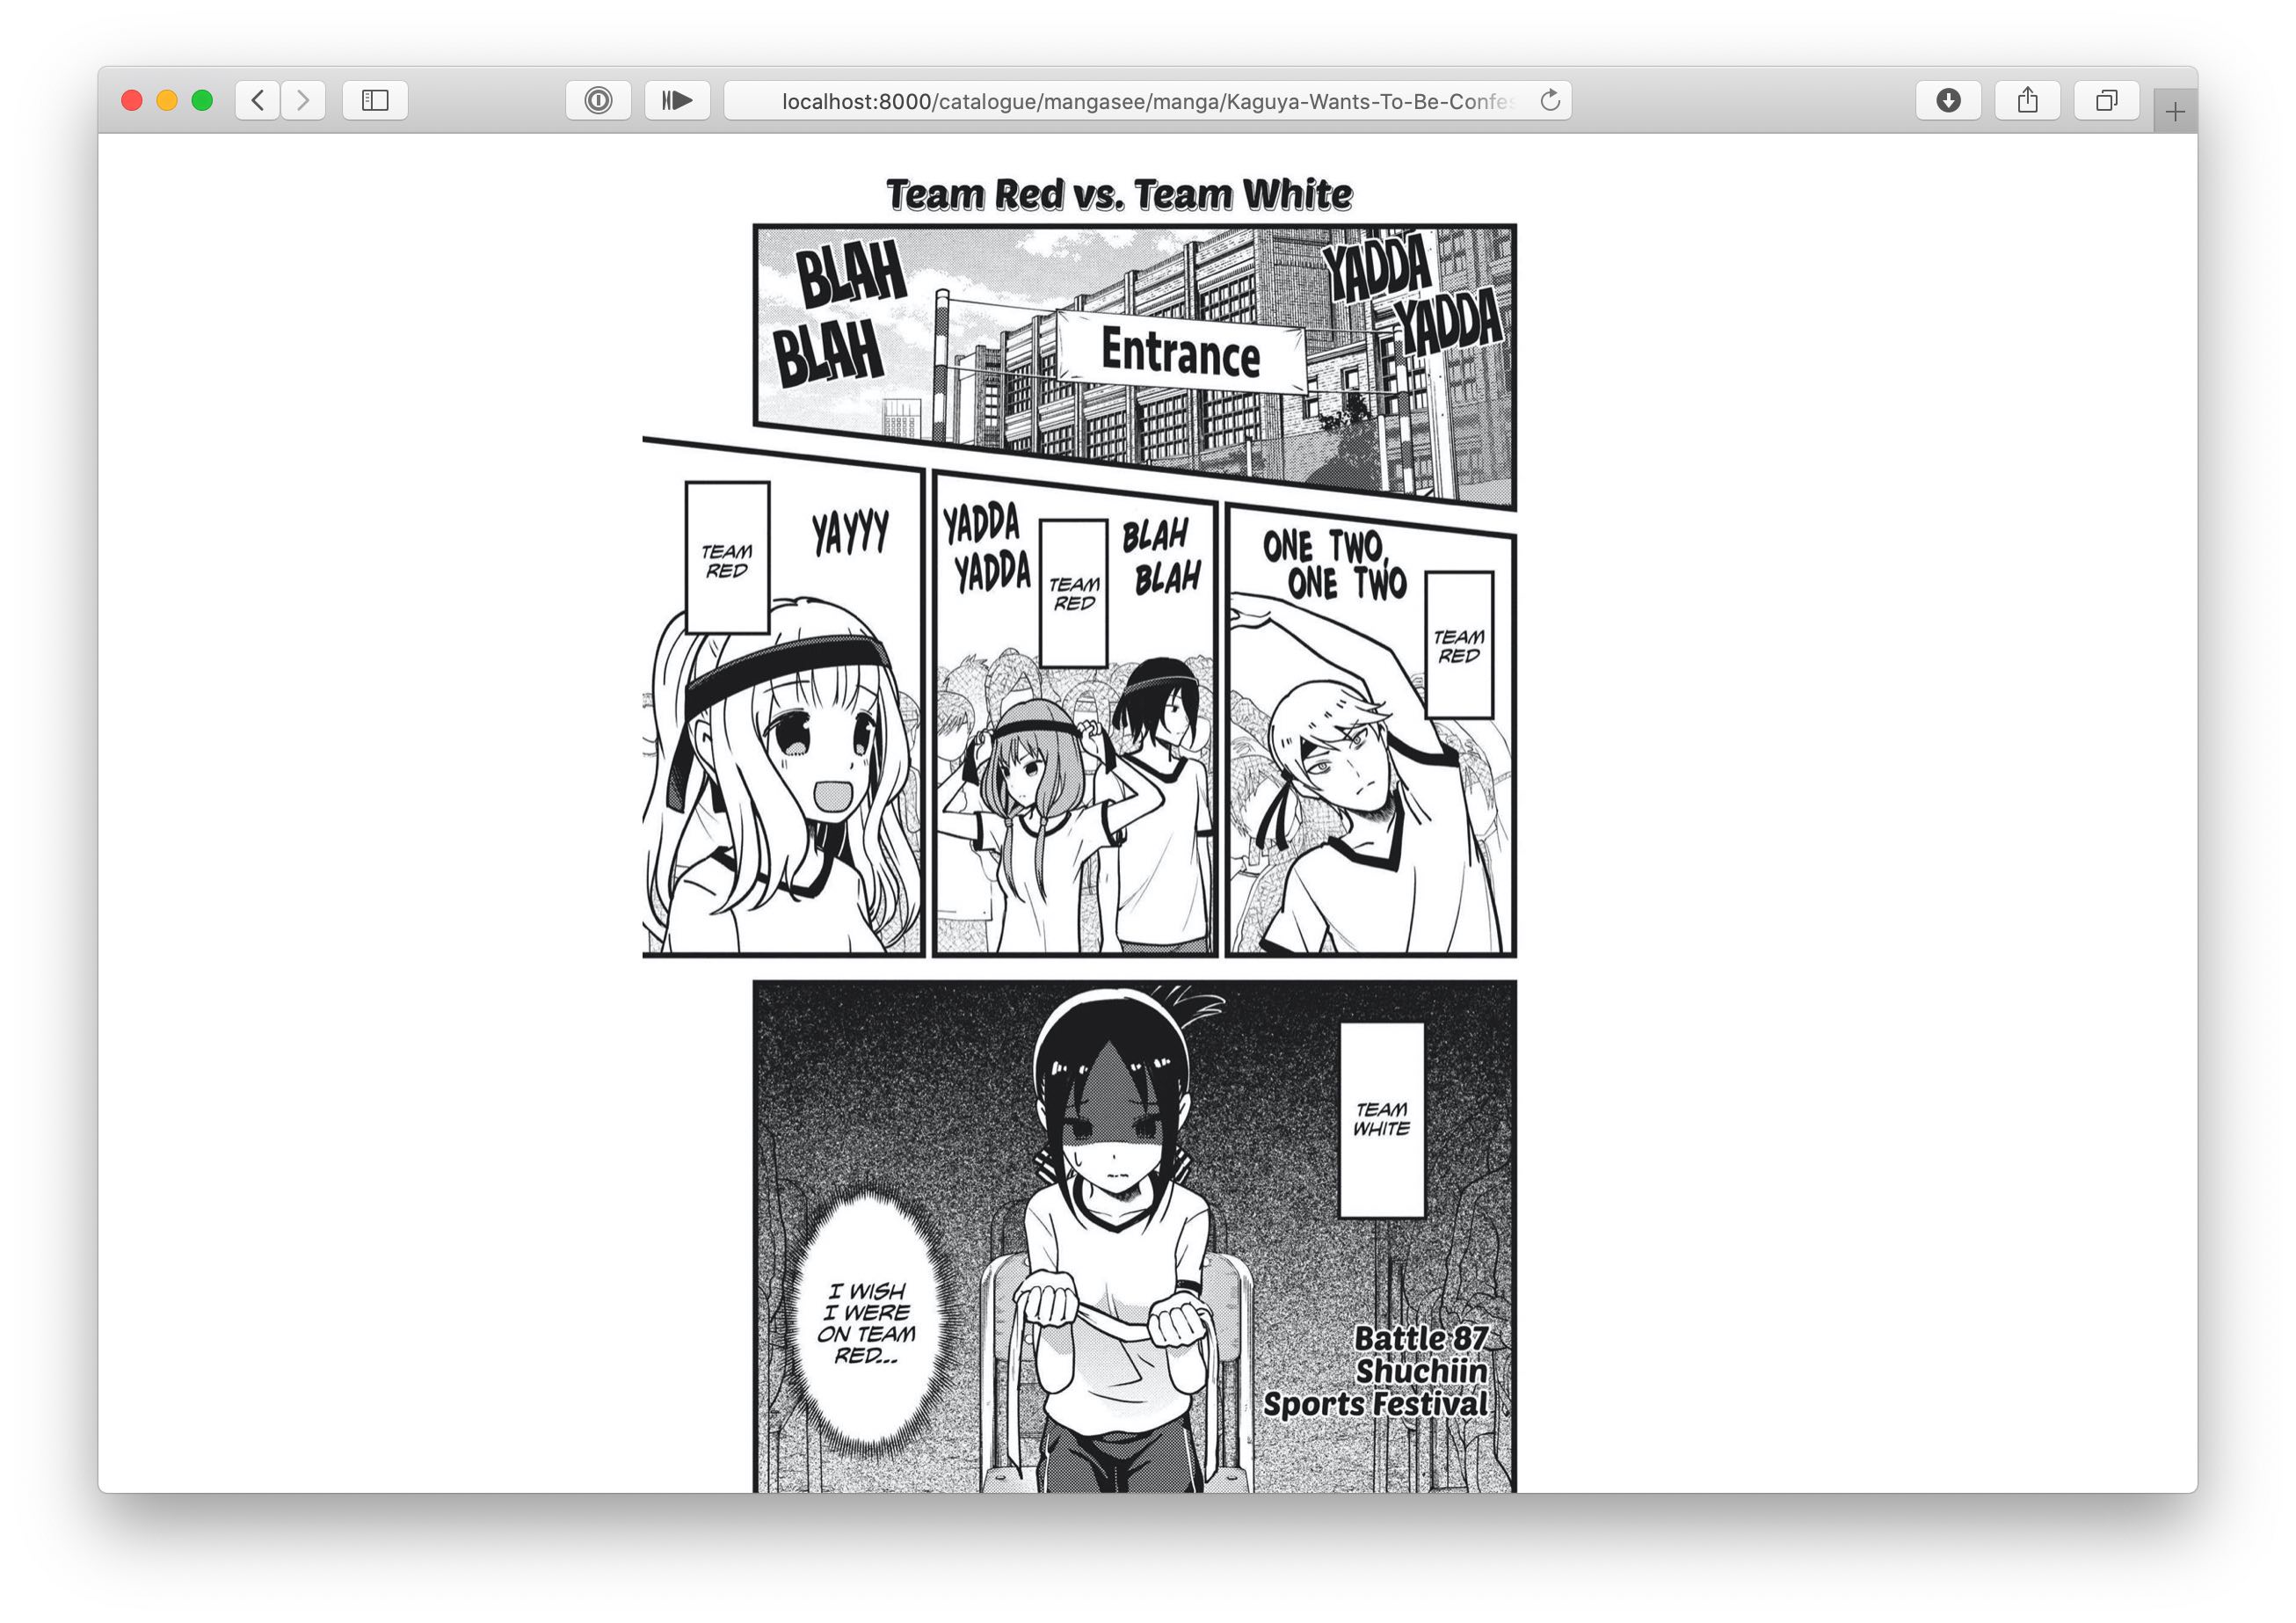 localhost:8000/catalogue/mangasee/manga/Kaguya-Wants-To-Be-Confes
Team Red vs. Team White
BLAH
BLAH
Entrance
YADDA
YADDA
ONE TWO,
ONE TWO
TEAM
RED
BLAH
BLAH
TEAM
RED
YADDA
YADDA
YAYYY
TEAM
RED
TEAM
WHITE
I WISH
I WERE
ON TEAM
RED...
Battle 87
Shuchiin
Sports Festival